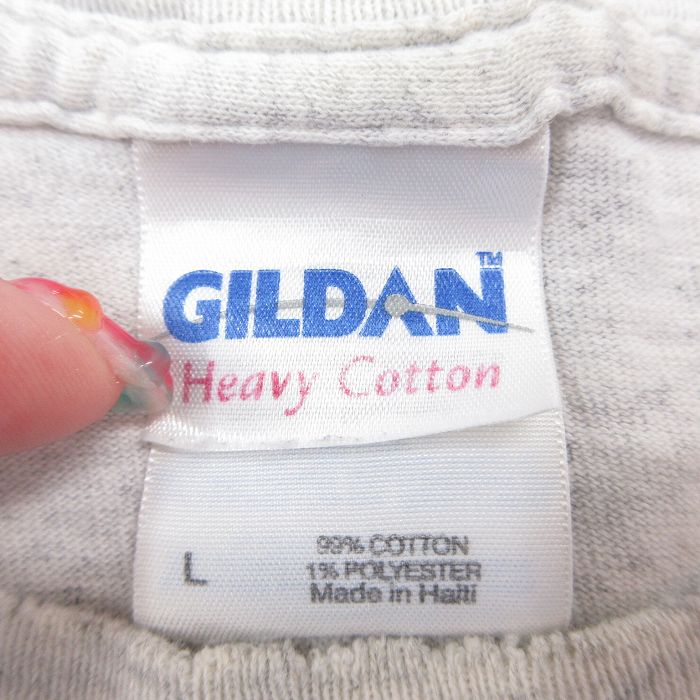 GILDAN™
Heavy Cotton
L
99% COTTON
1% POLYESTER
Made in Haiti